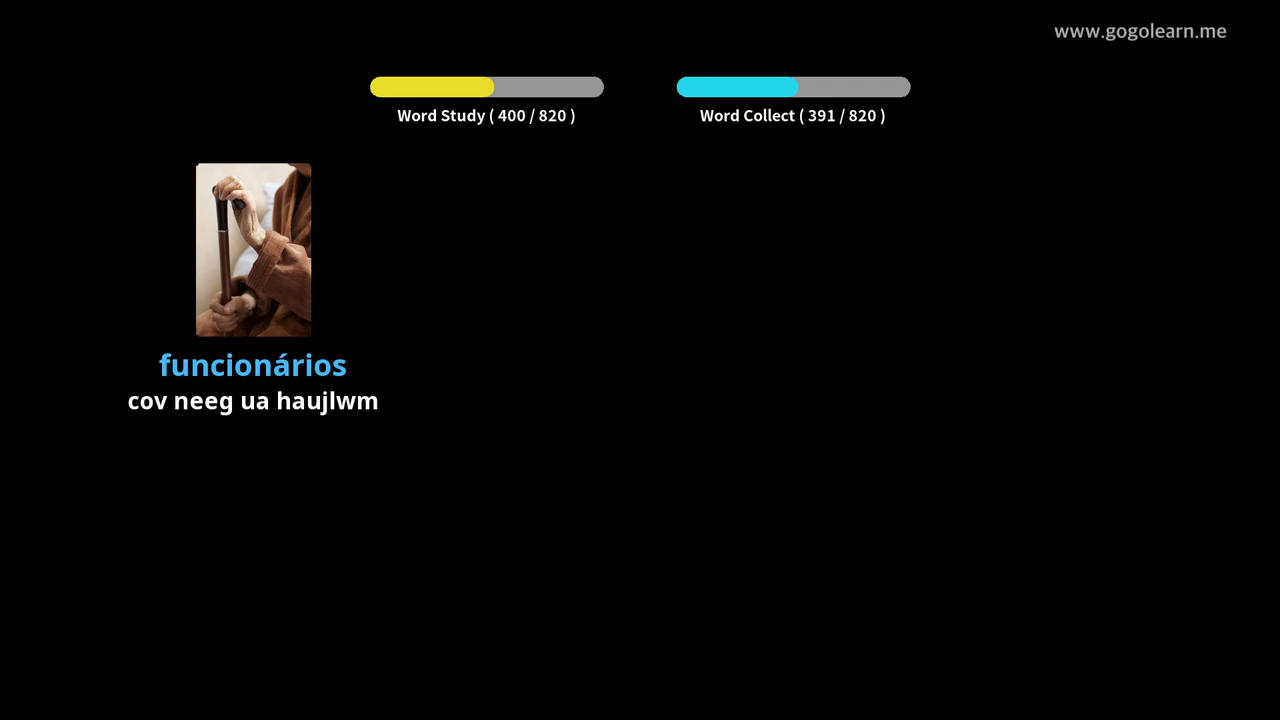 www.gogolearn.me
Word Study ( 400 / 820 )
Word Collect ( 391 / 820 )
funcionários
cov neeg ua haujlwm